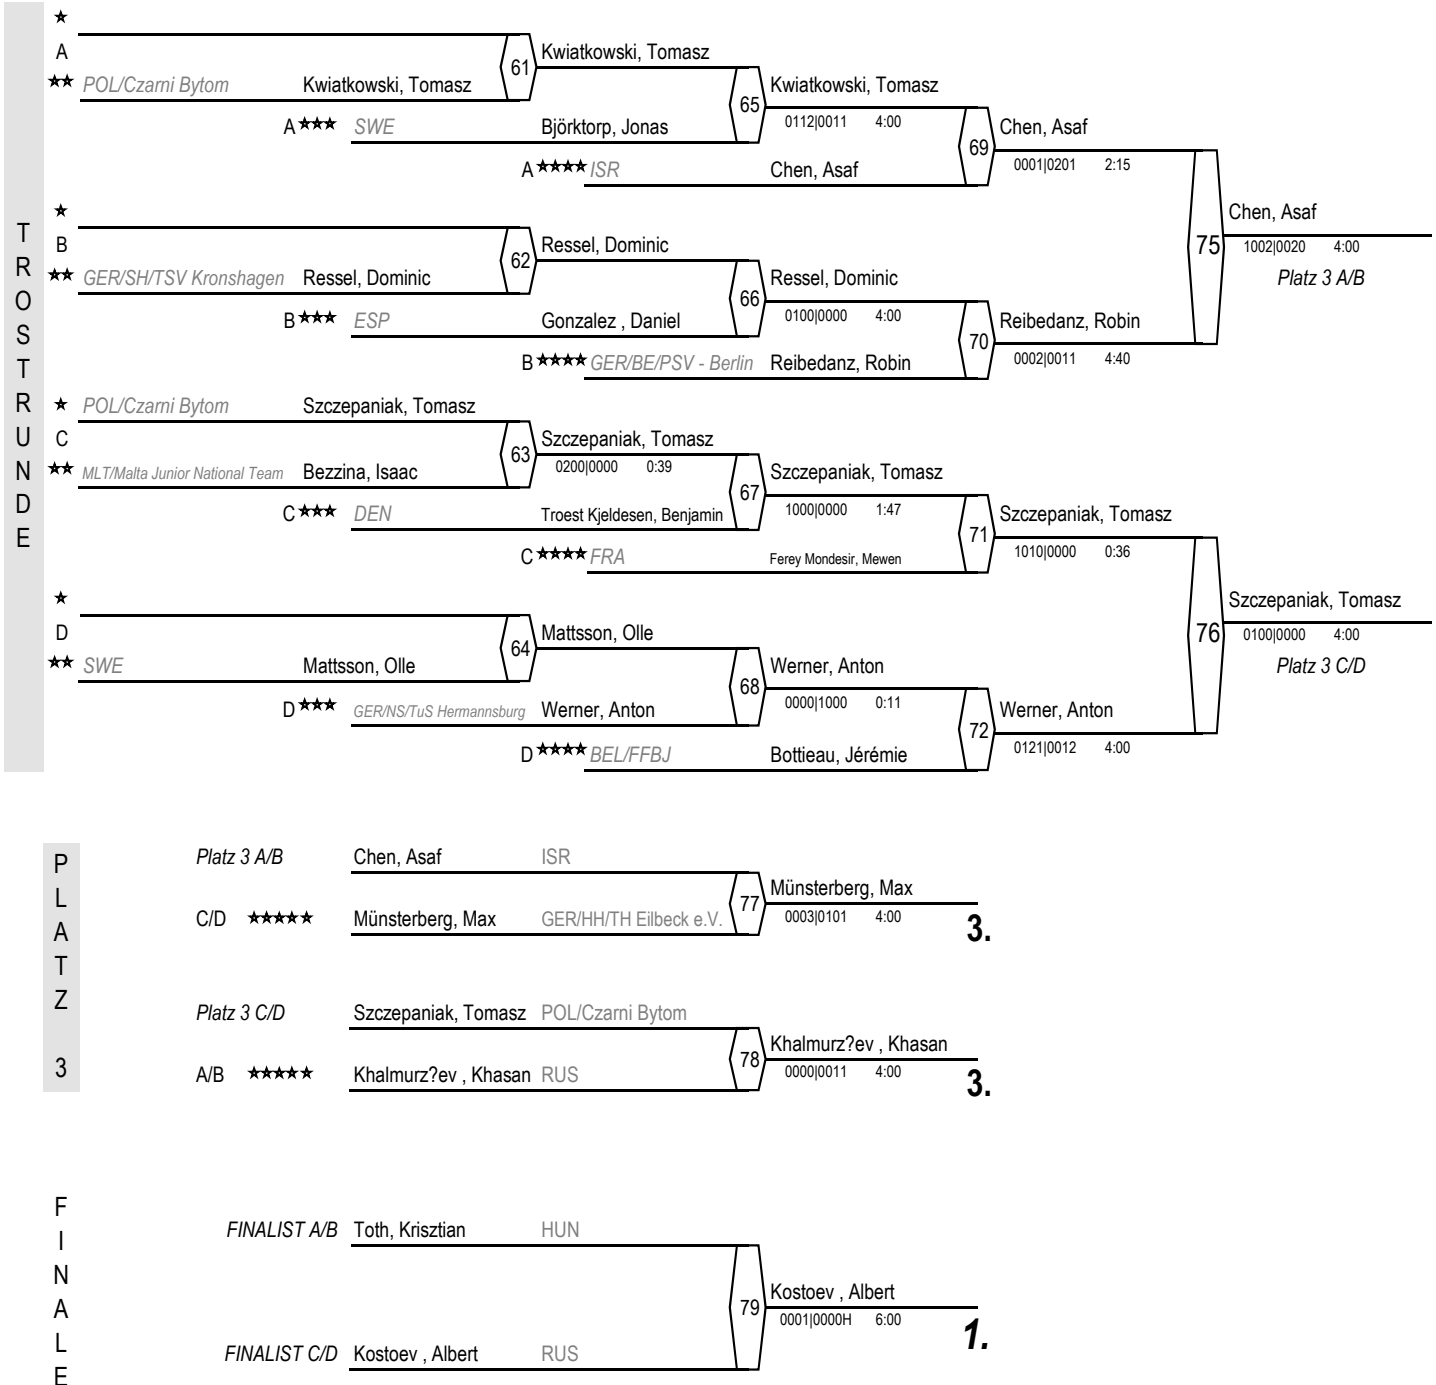 TROSTRUNDE
★
A
★★ POL/Czarni Bytom Kwiatkowski, Tomasz
61 Kwiatkowski, Tomasz
A ★★★ SWE Björktorp, Jonas
65 Kwiatkowski, Tomasz
0112|0011 4:00
A ★★★★ ISR Chen, Asaf
69 Chen, Asaf
0001|0201 2:15
★
B
★★ GER/SH/TSV Kronshagen Ressel, Dominic
62 Ressel, Dominic
B ★★★ ESP Gonzalez , Daniel
66 Ressel, Dominic
0100|0000 4:00
B ★★★★ GER/BE/PSV - Berlin Reibedanz, Robin
70 Reibedanz, Robin
0002|0011 4:40
75 Chen, Asaf
1002|0020 4:00
Platz 3 A/B
★ POL/Czarni Bytom Szczepaniak, Tomasz
C
★★ MLT/Malta Junior National Team Bezzina, Isaac
63 Szczepaniak, Tomasz
0200|0000 0:39
C ★★★ DEN Troest Kjeldesen, Benjamin
67 Szczepaniak, Tomasz
1000|0000 1:47
C ★★★★ FRA Ferey Mondesir, Mewen
71 Szczepaniak, Tomasz
1010|0000 0:36
★
D
★★ SWE Mattsson, Olle
64 Mattsson, Olle
D ★★★ GER/NS/TuS Hermannsburg Werner, Anton
68 Werner, Anton
0000|1000 0:11
D ★★★★ BEL/FFBJ Bottieau, Jérémie
72 Werner, Anton
0121|0012 4:00
76 Szczepaniak, Tomasz
0100|0000 4:00
Platz 3 C/D
PLATZ 3
Platz 3 A/B Chen, Asaf ISR
C/D ★★★★★ Münsterberg, Max GER/HH/TH Eilbeck e.V.
77 Münsterberg, Max
0003|0101 4:00
3.
Platz 3 C/D Szczepaniak, Tomasz POL/Czarni Bytom
A/B ★★★★★ Khalmurz?ev , Khasan RUS
78 Khalmurz?ev , Khasan
0000|0011 4:00
3.
FINALE
FINALIST A/B Toth, Krisztian HUN
FINALIST C/D Kostoev , Albert RUS
79 Kostoev , Albert
0001|0000H 6:00
1.